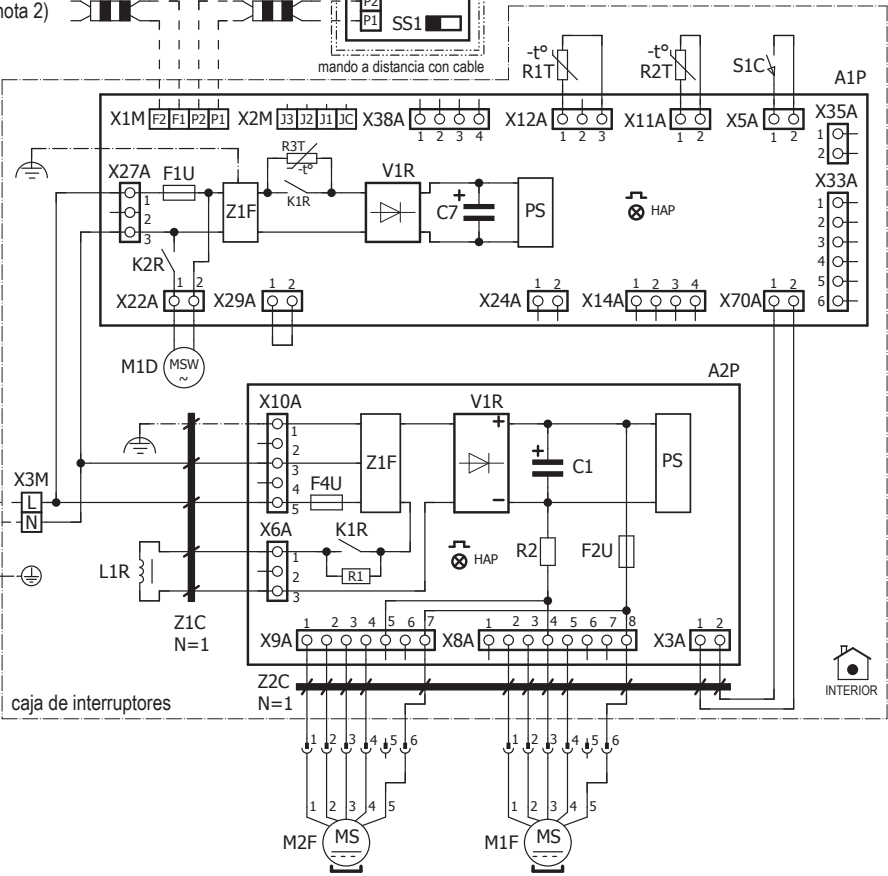 nota 2)
P2
P1 SS1
mando a distancia con cable
-t° R1T
-t° R2T
S1C
A1P
X1M F2 F1 P2 P1
X2M J3 J2 J1 JC
X38A 1 2 3 4
X12A 1 2 3
X11A 1 2
X5A 1 2
X35A
1
2
X27A
1
2
3
F1U
Z1F
R3T
-t°
K1R
V1R
C7
+
PS
HAP
X33A
1
2
3
4
5
6
K2R
X22A 1 2
X29A 1 2
X24A 1 2
X14A 1 2 3 4
X70A 1 2
M1D MSW
~
A2P
X10A
1
2
3
4
5
Z1F
F4U
V1R
+
−
+
C1
PS
X3M
L
N
X6A
1
2
3
K1R
R1
HAP
R2
F2U
L1R
Z1C
N=1
X9A 1 2 3 4 5 6 7
X8A 1 2 3 4 5 6 7 8
X3A 1 2
Z2C
N=1
caja de interruptores
INTERIOR
1 2 3 4 5 6
1 2 3 4 5 6
1 2 3 4 5
1 2 3 4 5
M2F MS
M1F MS